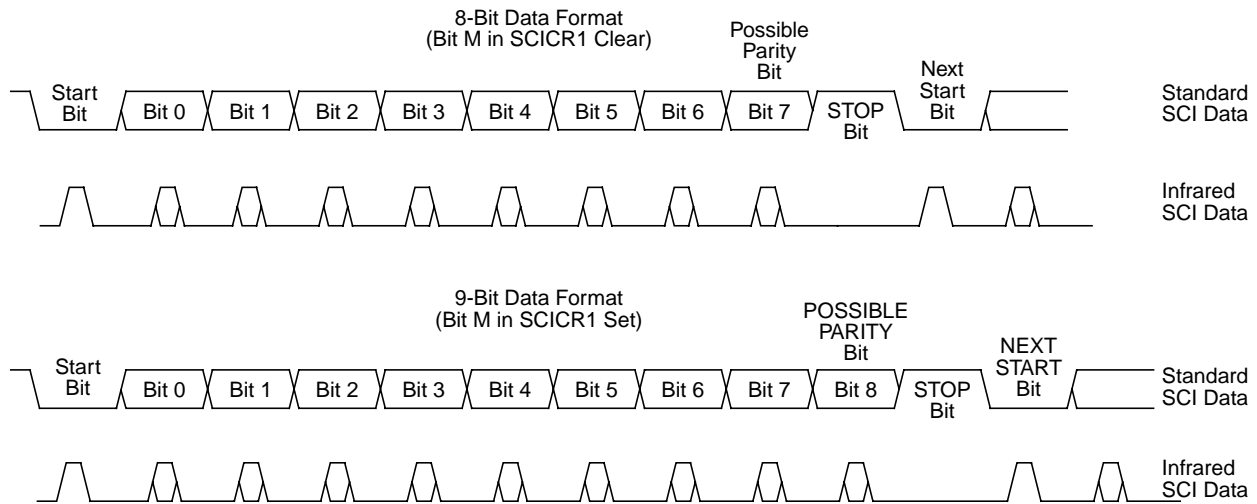 8-Bit Data Format
(Bit M in SCICR1 Clear)
Possible
Parity
Bit
Start
Bit
Bit 0
Bit 1
Bit 2
Bit 3
Bit 4
Bit 5
Bit 6
Bit 7
STOP
Bit
Next
Start
Bit
Standard
SCI Data
Infrared
SCI Data
9-Bit Data Format
(Bit M in SCICR1 Set)
POSSIBLE
PARITY
Bit
Start
Bit
Bit 0
Bit 1
Bit 2
Bit 3
Bit 4
Bit 5
Bit 6
Bit 7
Bit 8
STOP
Bit
NEXT
START
Bit
Standard
SCI Data
Infrared
SCI Data